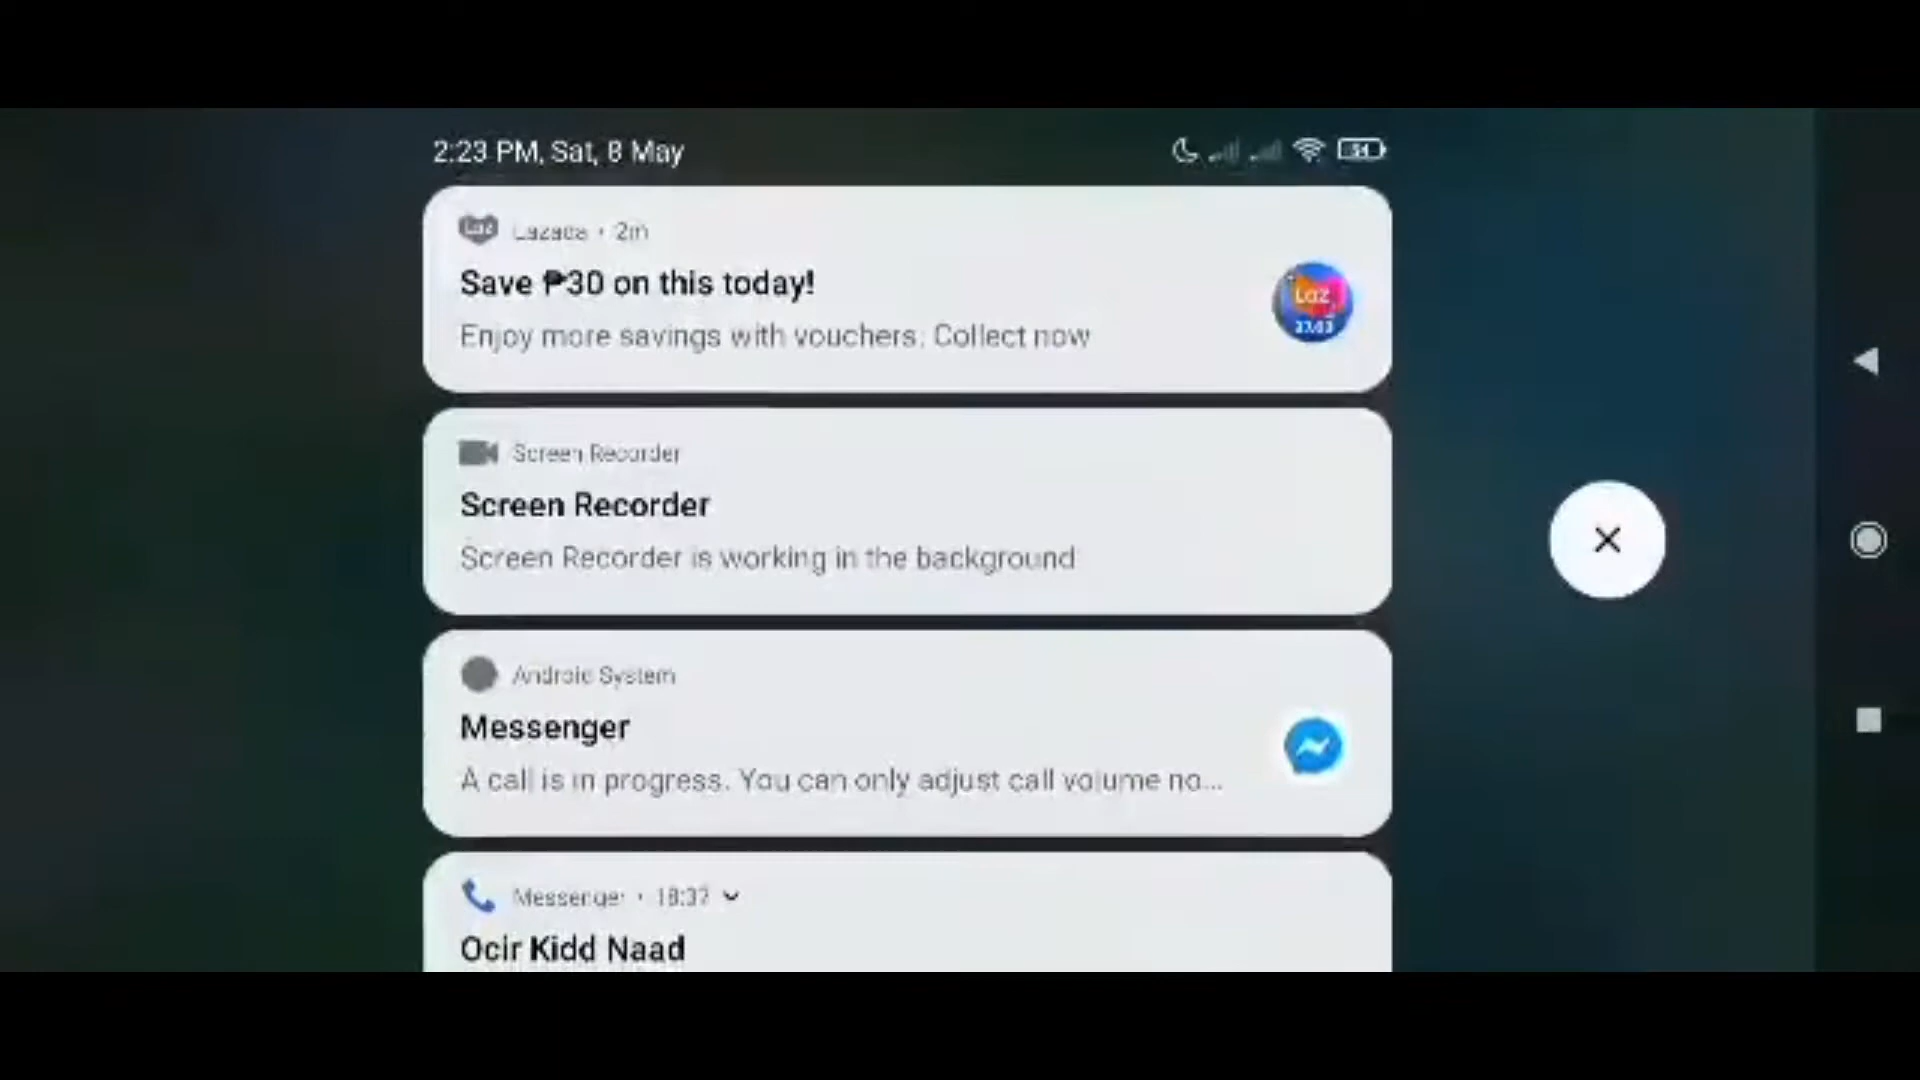 2:23 PM, Sat, 8 May
54
Lazada • 2m
Save ₱30 on this today!
Enjoy more savings with vouchers. Collect now
Laz
Screen Recorder
Screen Recorder
Screen Recorder is working in the background
Android System
Messenger
A call is in progress. You can only adjust call volume no...
Messenger • 18:37
Ocir Kidd Naad